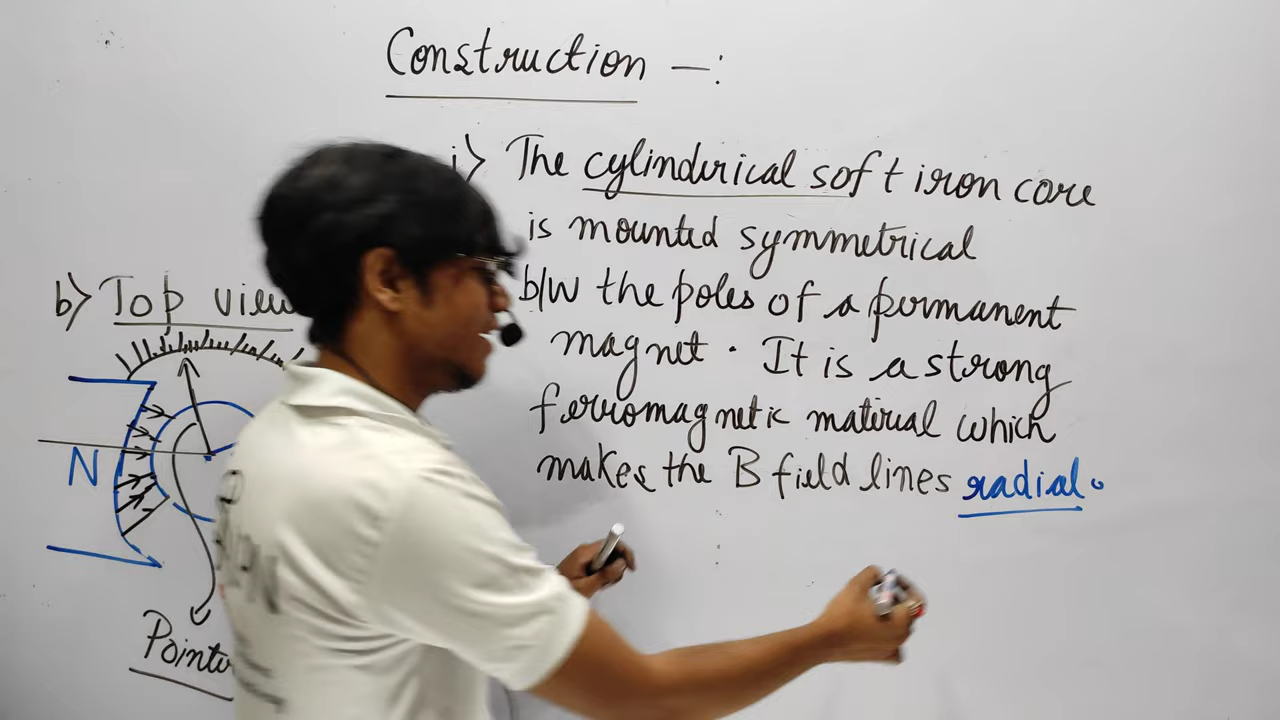 Construction —:
i> The cylindrical soft iron core
is mounted symmetrical
b/w the poles of a permanent
magnet. It is a strong
ferromagnetic material which
makes the B field lines radial.
b> Top view
N